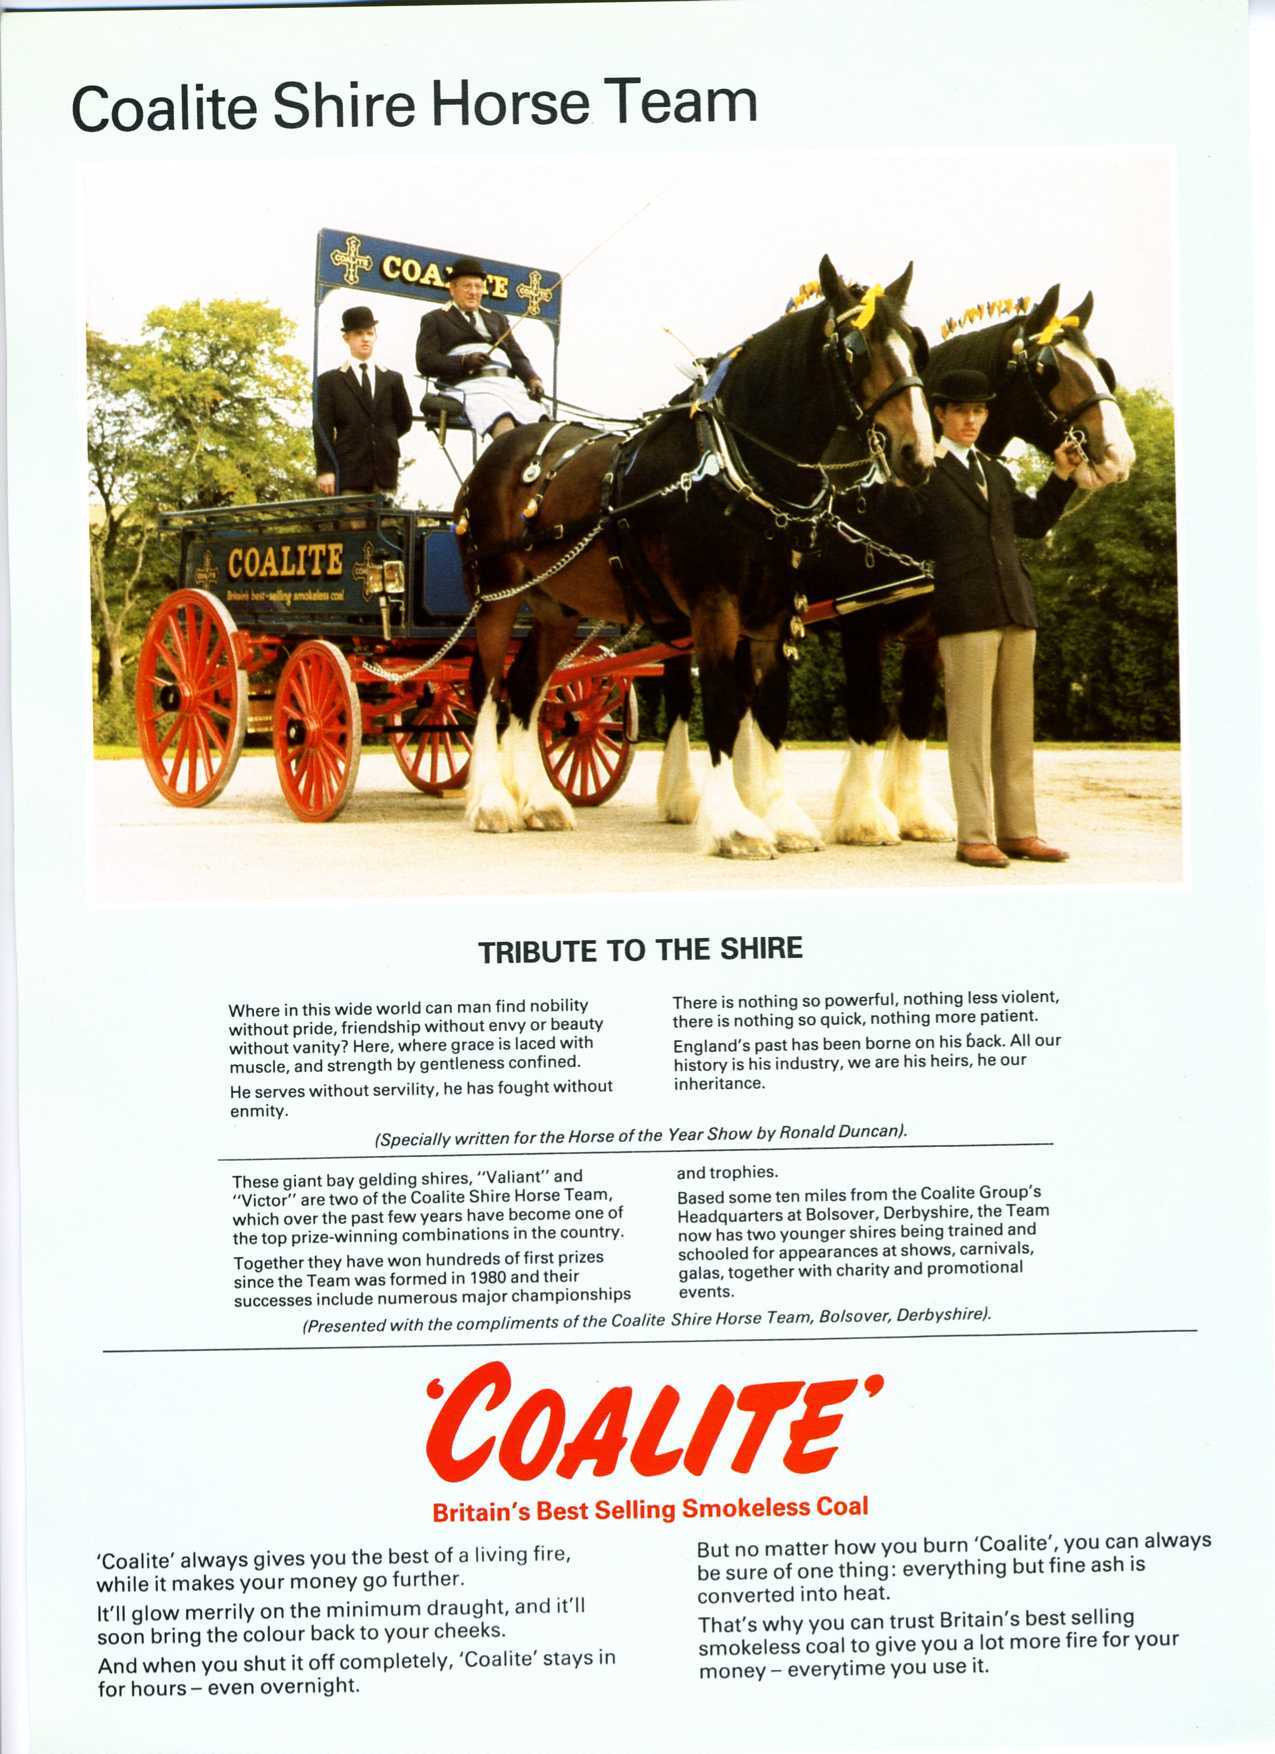 Coalite Shire Horse Team
COALITE
COA TE
COALITE
COALITE
Britain's best-selling smokeless coal
TRIBUTE TO THE SHIRE
Where in this wide world can man find nobility
without pride, friendship without envy or beauty
without vanity? Here, where grace is laced with
muscle, and strength by gentleness confined.
He serves without servility, he has fought without
enmity.
There is nothing so powerful, nothing less violent,
there is nothing so quick, nothing more patient.
England's past has been borne on his back. All our
history is his industry, we are his heirs, he our
inheritance.
(Specially written for the Horse of the Year Show by Ronald Duncan).
These giant bay gelding shires, "Valiant" and
"Victor" are two of the Coalite Shire Horse Team,
which over the past few years have become one of
the top prize-winning combinations in the country.
Together they have won hundreds of first prizes
since the Team was formed in 1980 and their
successes include numerous major championships
and trophies.
Based some ten miles from the Coalite Group's
Headquarters at Bolsover, Derbyshire, the Team
now has two younger shires being trained and
schooled for appearances at shows, carnivals,
galas, together with charity and promotional
events.
(Presented with the compliments of the Coalite Shire Horse Team, Bolsover, Derbyshire).
'COALITE'
Britain's Best Selling Smokeless Coal
'Coalite' always gives you the best of a living fire,
while it makes your money go further.
It'll glow merrily on the minimum draught, and it'll
soon bring the colour back to your cheeks.
And when you shut it off completely, 'Coalite' stays in
for hours – even overnight.
But no matter how you burn 'Coalite', you can always
be sure of one thing: everything but fine ash is
converted into heat.
That's why you can trust Britain's best selling
smokeless coal to give you a lot more fire for your
money – everytime you use it.